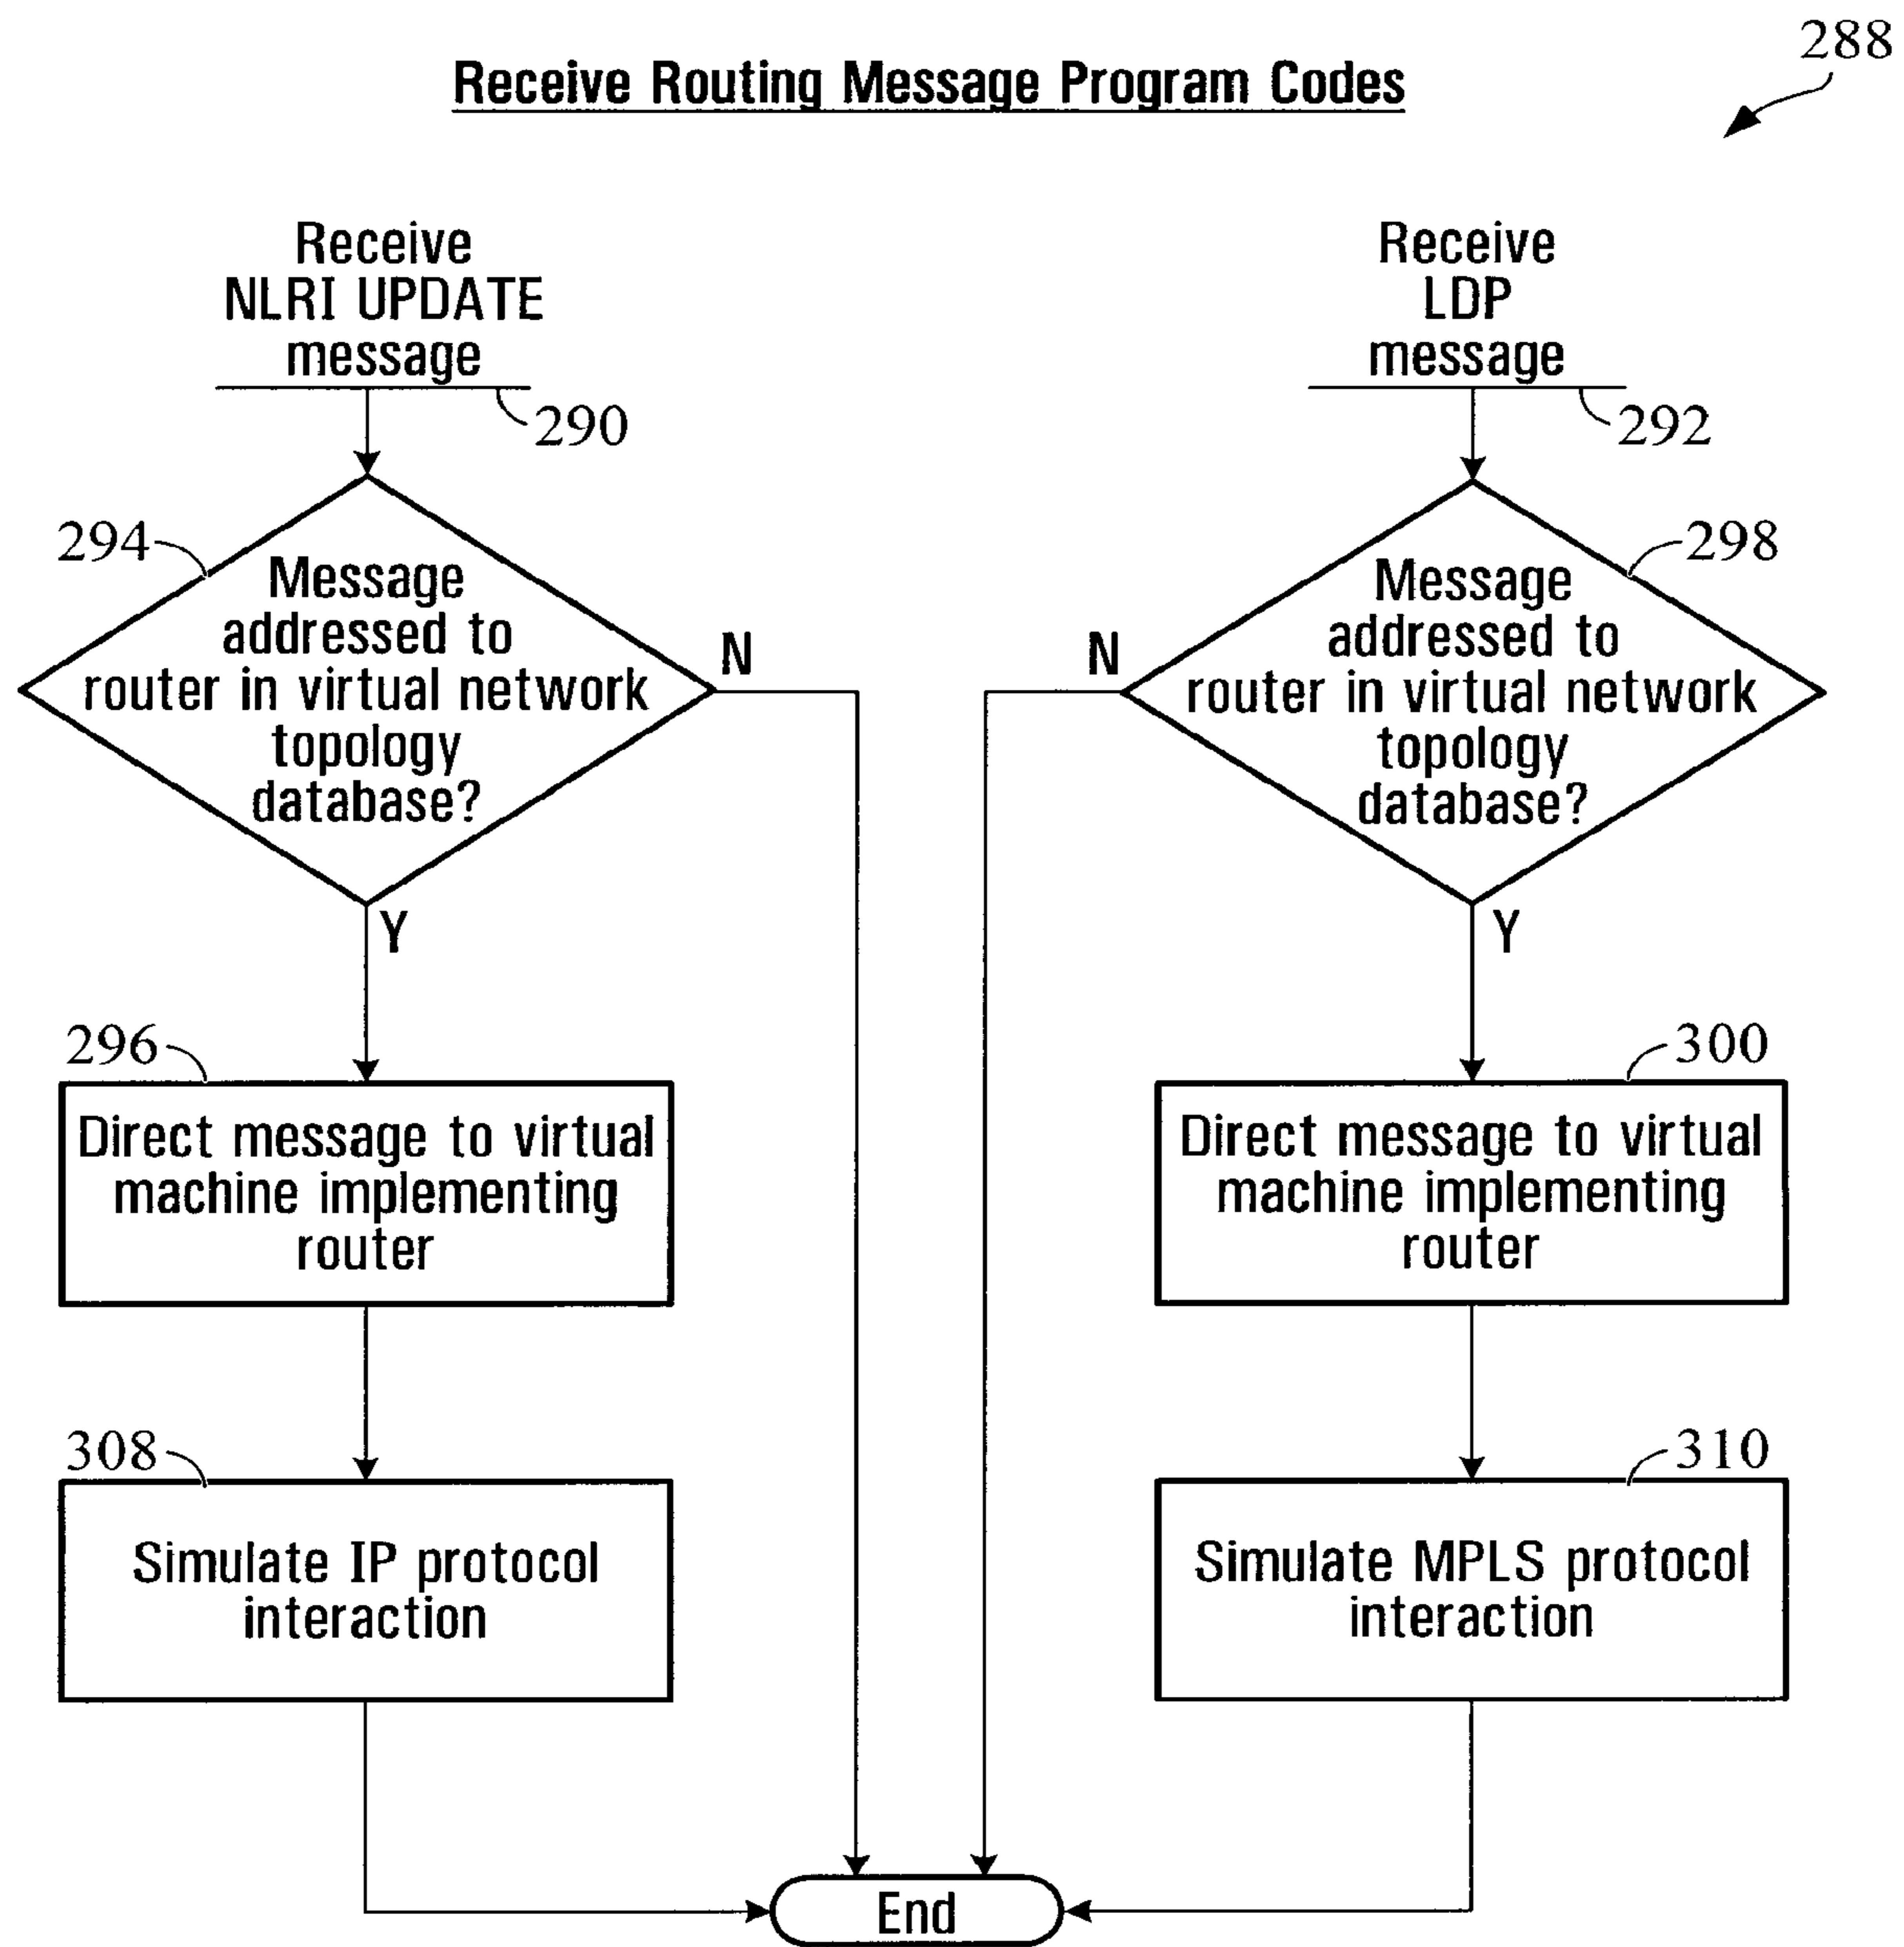 288
Receive Routing Message Program Codes
Receive
NLRI UPDATE
message
290
294
Message
addressed to
router in virtual network
topology
database?
N
Y
296
Direct message to virtual
machine implementing
router
308
Simulate IP protocol
interaction
Receive
LDP
message
292
298
Message
addressed to
router in virtual network
topology
database?
N
Y
300
Direct message to virtual
machine implementing
router
310
Simulate MPLS protocol
interaction
End